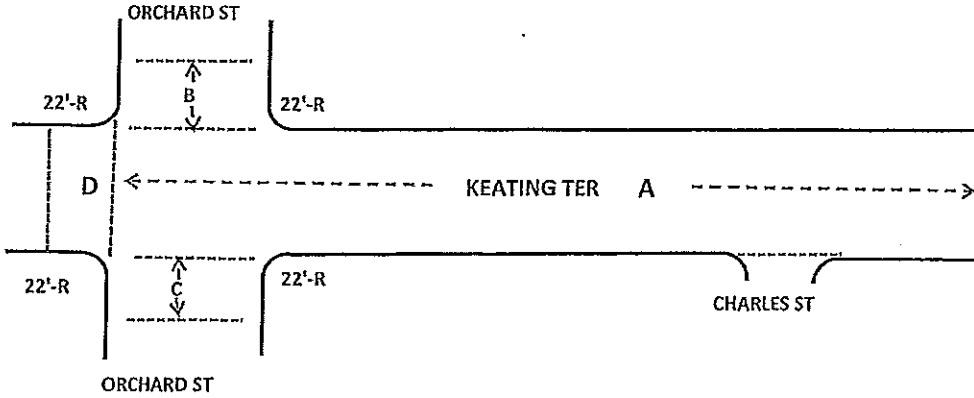 ORCHARD ST
22'-R
B
22'-R
D
KEATING TER A
22'-R
C
22'-R
CHARLES ST
ORCHARD ST